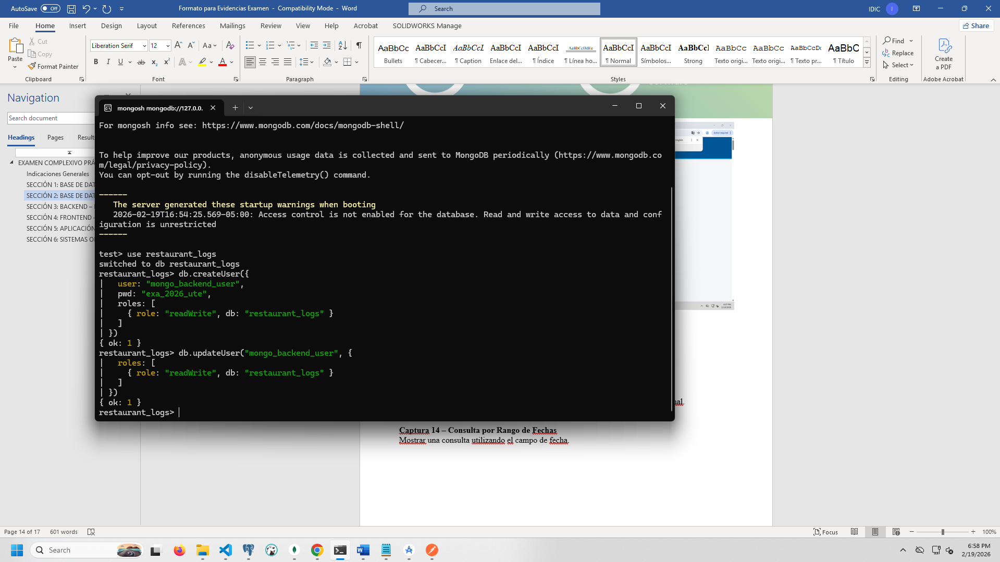 AutoSave Off Formato para Evidencias Examen - Compatibility Mode - Word Search IDIC I
File Home Insert Design Layout References Mailings Review View Help Acrobat SOLIDWORKS Manage Share
Paste Cut Copy Format Painter
Liberation Serif 12
AaBbCc AaBbCcI AaBbCcL AaBbCcI AaBbCcI AaBbCcDdEe AaBbCcI AaBbCcI AaBbCcI AaBbCc AaBbCc AaBbCcDc AaBbC
Bullets ¶ Cabecer... ¶ Caption Enlace del... ¶ Índice ¶ Línea ho... ¶ Normal Símbolos... Strong Texto origi... Texto origi... ¶ Texto pr... ¶ Título
Find
Replace
Select
Create a PDF
Clipboard Font Paragraph Styles Editing Adobe Acrobat
Navigation
Search document
Headings Pages Result
EXAMEN COMPLEXIVO PRÁ
Indicaciones Generales
SECCIÓN 1: BASE DE DAT
SECCIÓN 2: BASE DE DAT
SECCIÓN 3: BACKEND –
SECCIÓN 4: FRONTEND –
SECCIÓN 5: APLICACIÓN
SECCIÓN 6: SISTEMAS O
mongosh mongodb://127.0.0.
For mongosh info see: https://www.mongodb.com/docs/mongodb-shell/
To help improve our products, anonymous usage data is collected and sent to MongoDB periodically (https://www.mongodb.co
m/legal/privacy-policy).
You can opt-out by running the disableTelemetry() command.
------
The server generated these startup warnings when booting
2026-02-19T16:54:25.569-05:00: Access control is not enabled for the database. Read and write access to data and conf
iguration is unrestricted
------
test> use restaurant_logs
switched to db restaurant_logs
restaurant_logs> db.createUser({
| user: "mongo_backend_user",
| pwd: "exa_2026_ute",
| roles: [
| { role: "readWrite", db: "restaurant_logs" }
| ]
| })
{ ok: 1 }
restaurant_logs> db.updateUser("mongo_backend_user", {
| roles: [
| { role: "readWrite", db: "restaurant_logs" }
| ]
| })
{ ok: 1 }
restaurant_logs>
nal.
Captura 14 – Consulta por Rango de Fechas
Mostrar una consulta utilizando el campo de fecha.
Page 14 of 17 601 words Focus 100%
Search
6:58 PM
2/19/2026